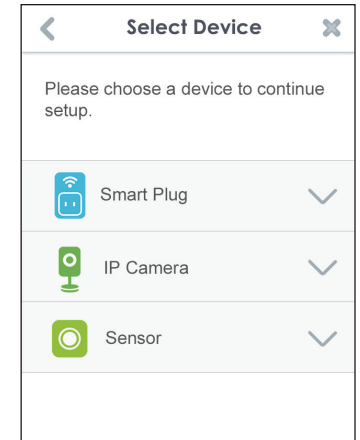 Select Device
Please choose a device to continue
setup.
Smart Plug
IP Camera
Sensor